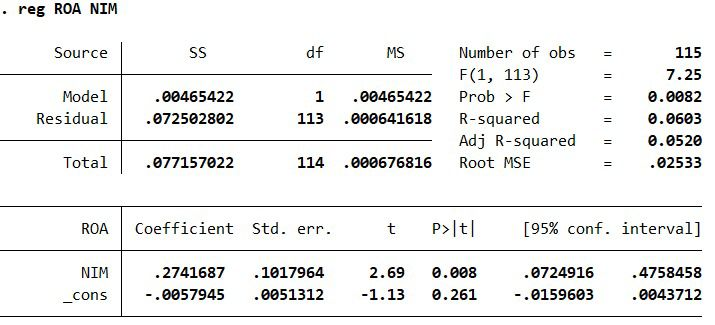 . reg ROA NIM
Source SS df MS Number of obs = 115
F(1, 113) = 7.25
Model .00465422 1 .00465422 Prob > F = 0.0082
Residual .072502802 113 .000641618 R-squared = 0.0603
Adj R-squared = 0.0520
Total .077157022 114 .000676816 Root MSE = .02533
ROA Coefficient Std. err. t P>|t| [95% conf. interval]
NIM .2741687 .1017964 2.69 0.008 .0724916 .4758458
_cons -.0057945 .0051312 -1.13 0.261 -.0159603 .0043712